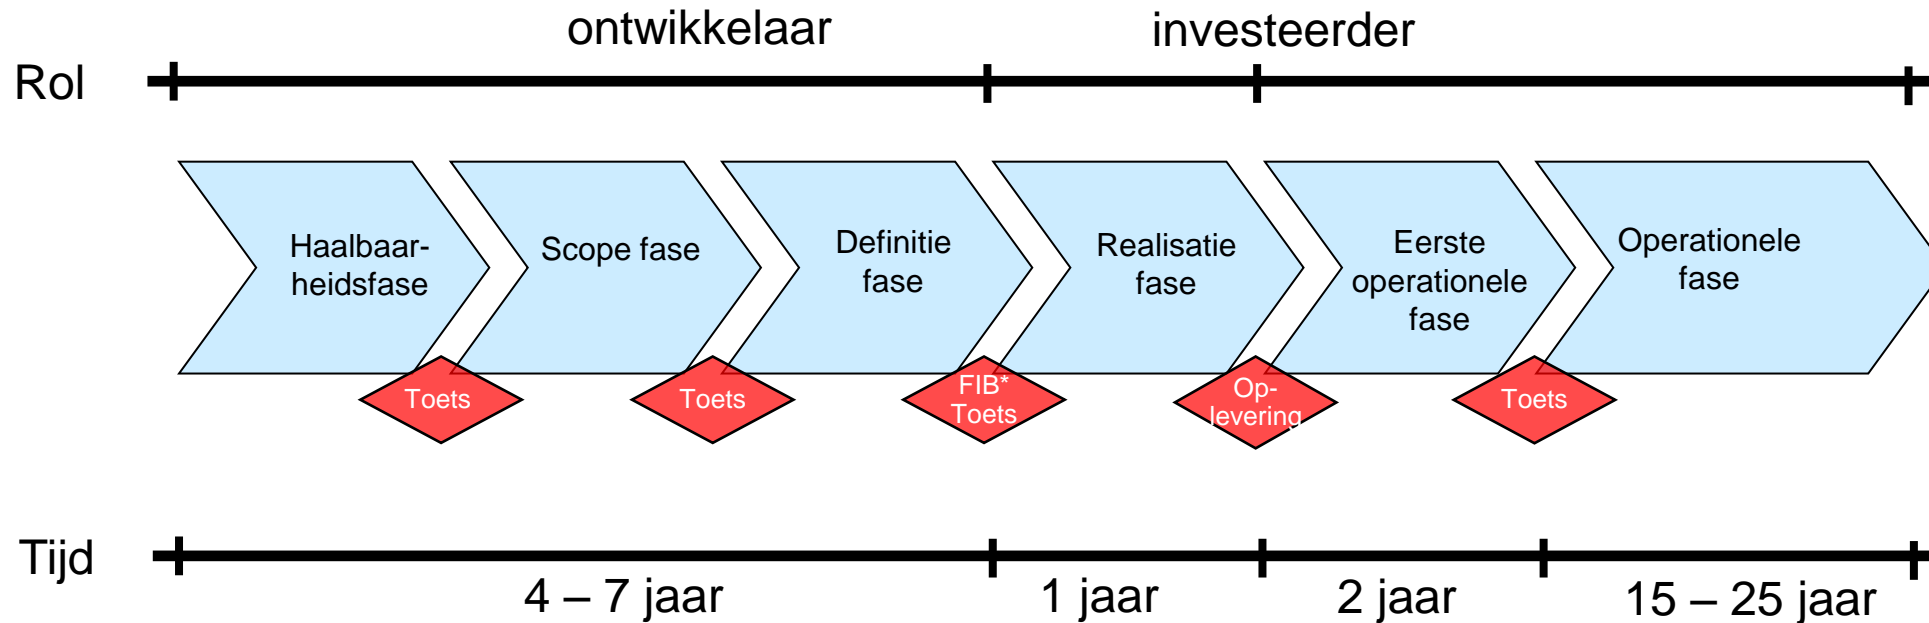 ontwikkelaar
investeerder
Rol
Haalbaar-
heidsfase
Scope fase
Definitie
fase
Realisatie
fase
Eerste
operationele
fase
Operationele
fase
Toets
Toets
FIB*
Toets
Op-
levering
Toets
Tijd
4 – 7 jaar
1 jaar
2 jaar
15 – 25 jaar